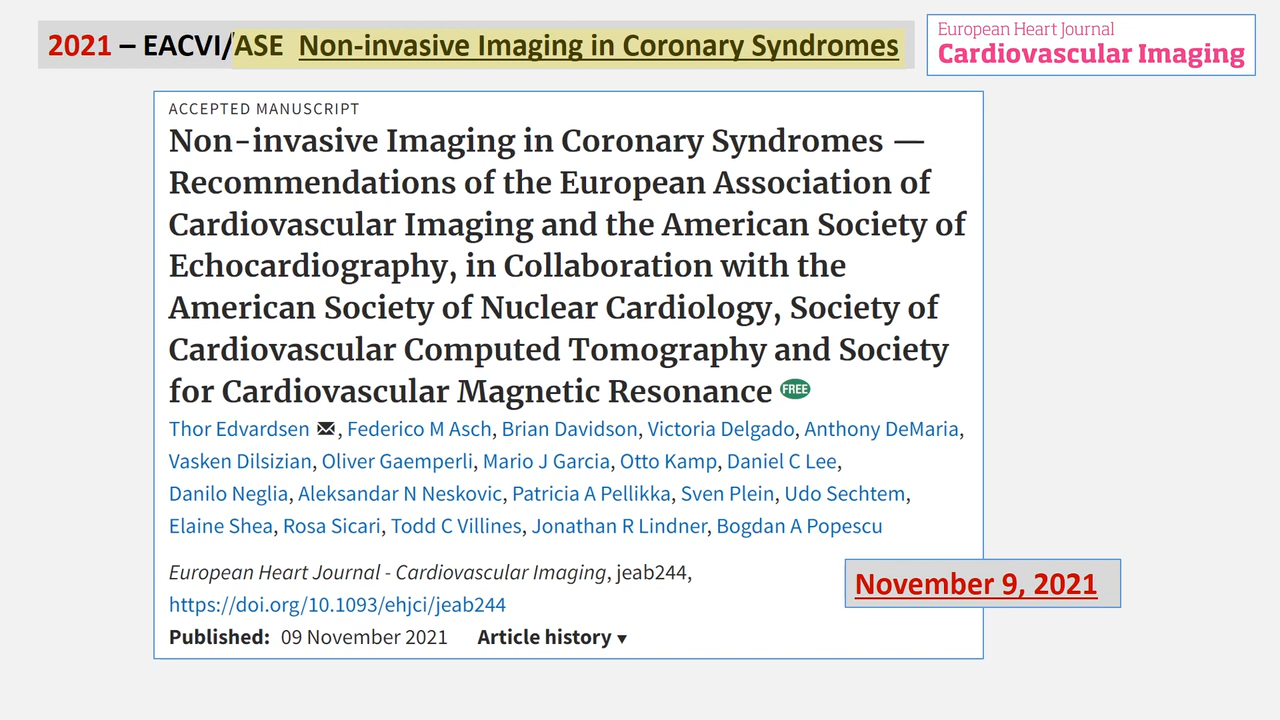 2021 – EACVI/ASE Non-invasive Imaging in Coronary Syndromes
European Heart Journal
Cardiovascular Imaging
ACCEPTED MANUSCRIPT
Non-invasive Imaging in Coronary Syndromes —
Recommendations of the European Association of
Cardiovascular Imaging and the American Society of
Echocardiography, in Collaboration with the
American Society of Nuclear Cardiology, Society of
Cardiovascular Computed Tomography and Society
for Cardiovascular Magnetic Resonance FREE
Thor Edvardsen, Federico M Asch, Brian Davidson, Victoria Delgado, Anthony DeMaria,
Vasken Dilsizian, Oliver Gaemperli, Mario J Garcia, Otto Kamp, Daniel C Lee,
Danilo Neglia, Aleksandar N Neskovic, Patricia A Pellikka, Sven Plein, Udo Sechtem,
Elaine Shea, Rosa Sicari, Todd C Villines, Jonathan R Lindner, Bogdan A Popescu
European Heart Journal - Cardiovascular Imaging, jeab244,
https://doi.org/10.1093/ehjci/jeab244
Published: 09 November 2021 Article history ▾
November 9, 2021